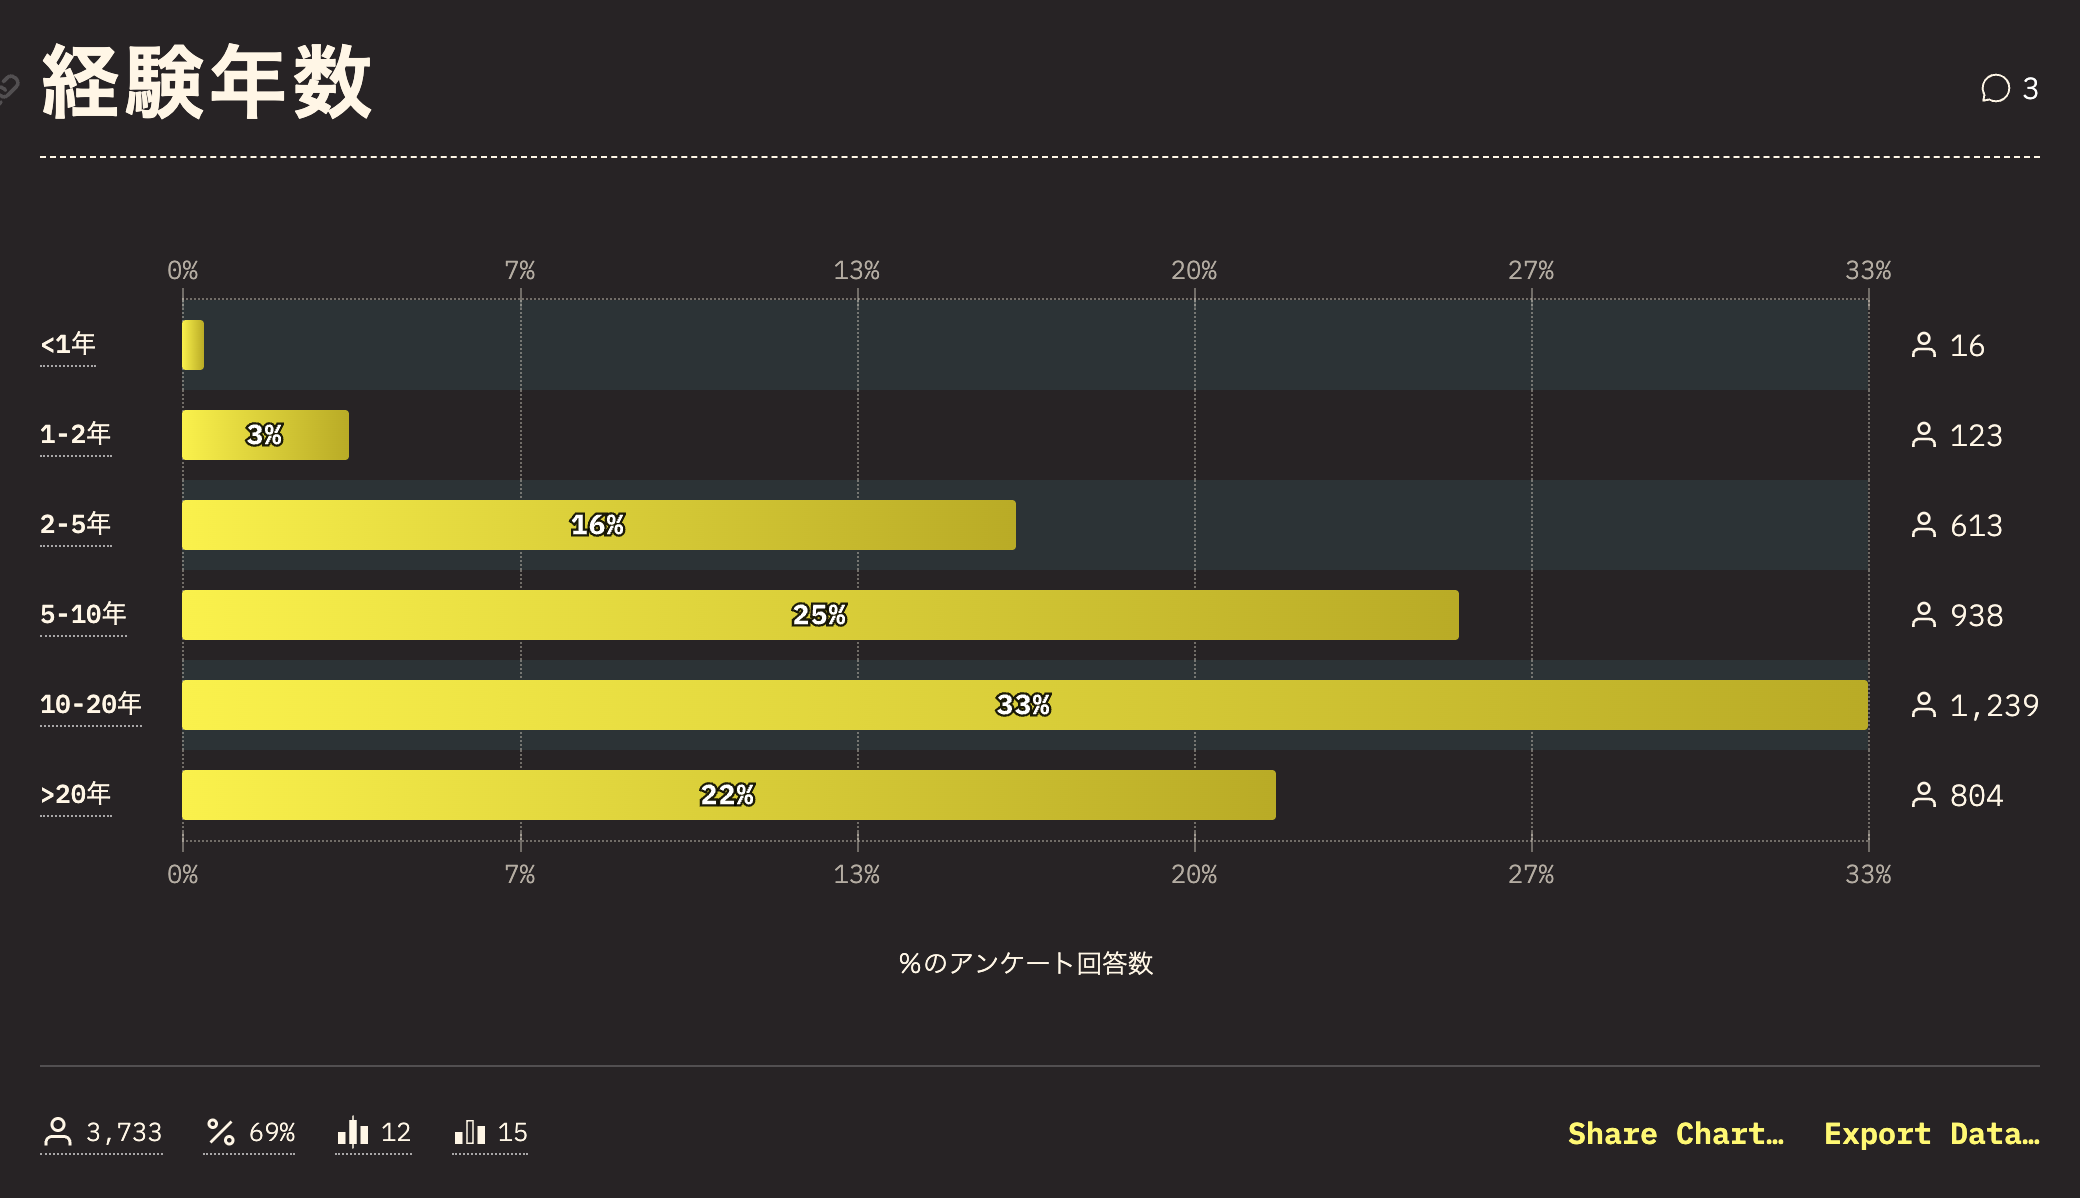 経験年数
3
0% 7% 13% 20% 27% 33%
<1年 16
1-2年 3% 123
2-5年 16% 613
5-10年 25% 938
10-20年 33% 1,239
>20年 22% 804
0% 7% 13% 20% 27% 33%
%のアンケート回答数
3,733 69% 12 15 Share Chart… Export Data…